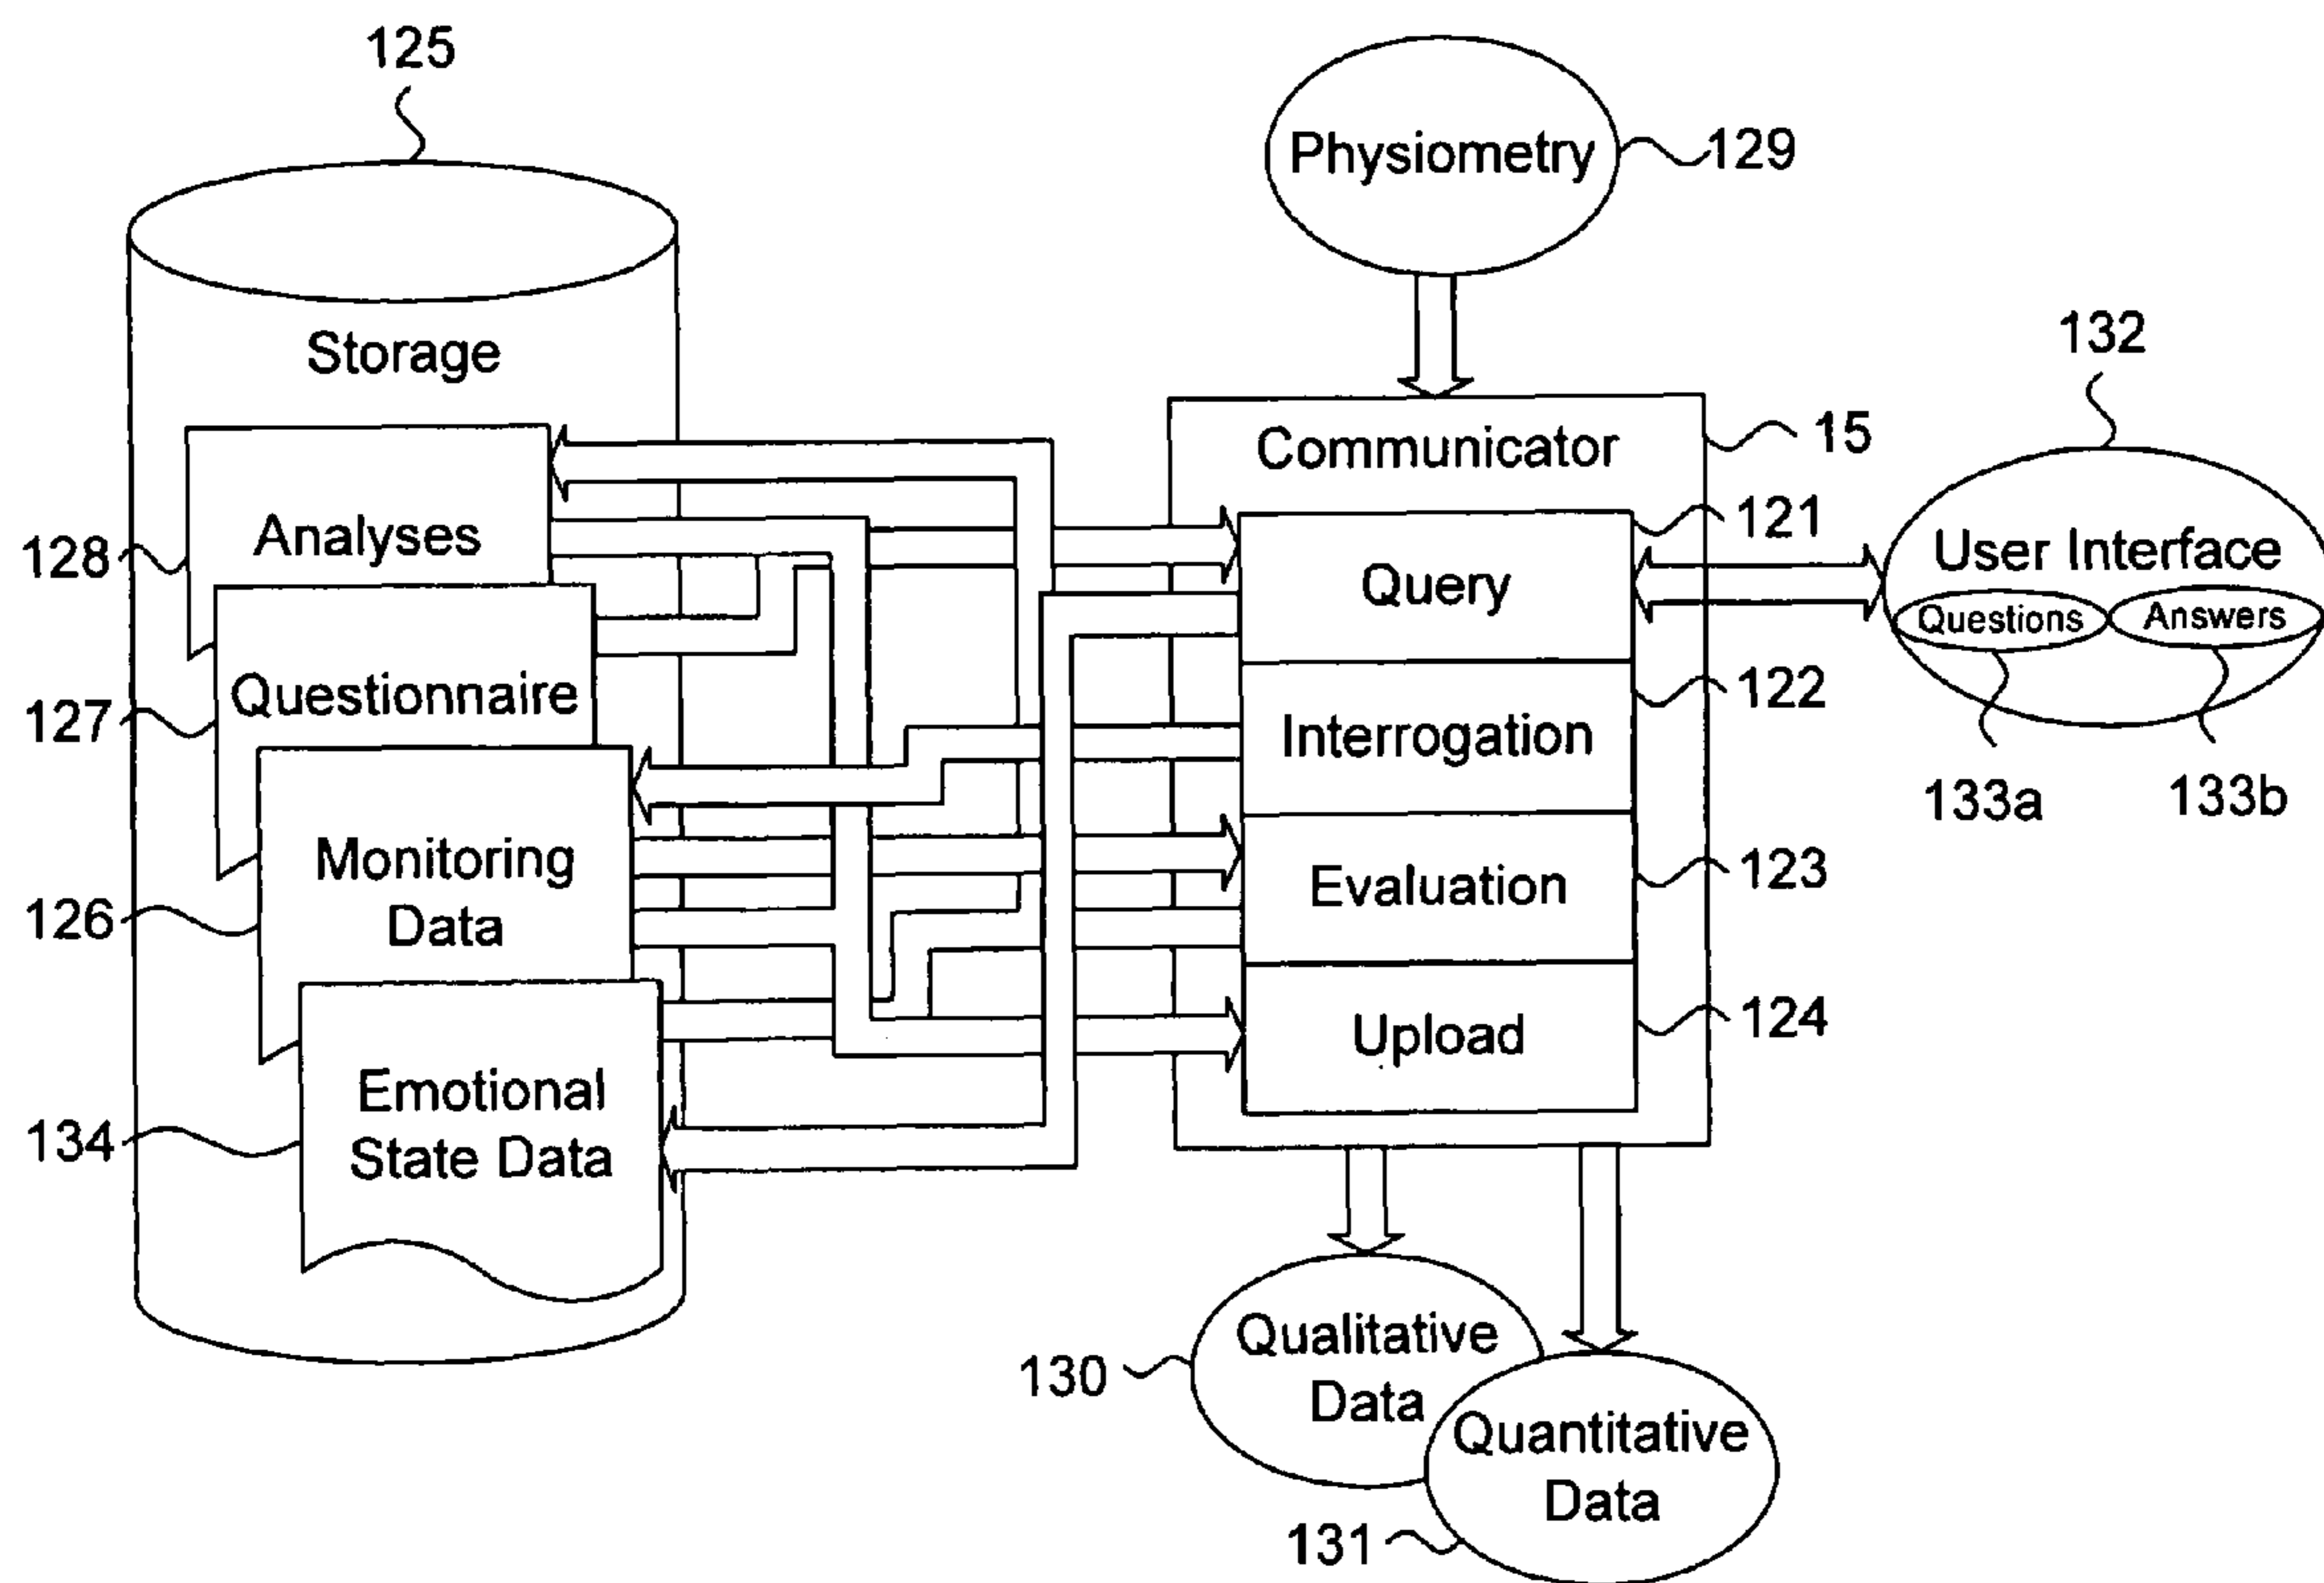 125
Physiometry
129
Storage
132
Communicator
15
Analyses
128
Query
121
User Interface
Questions
Answers
Questionnaire
127
Interrogation
122
133a
133b
Monitoring
Data
126
Evaluation
123
Upload
124
Emotional
State Data
134
Qualitative
Data
130
Quantitative
Data
131